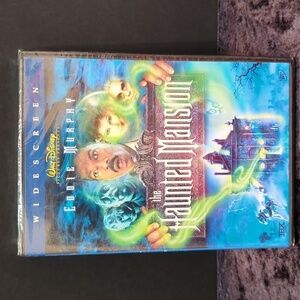 WIDESCREEN
WALT DISNEY
EDDIE MURPHY
the
Haunted Mansion